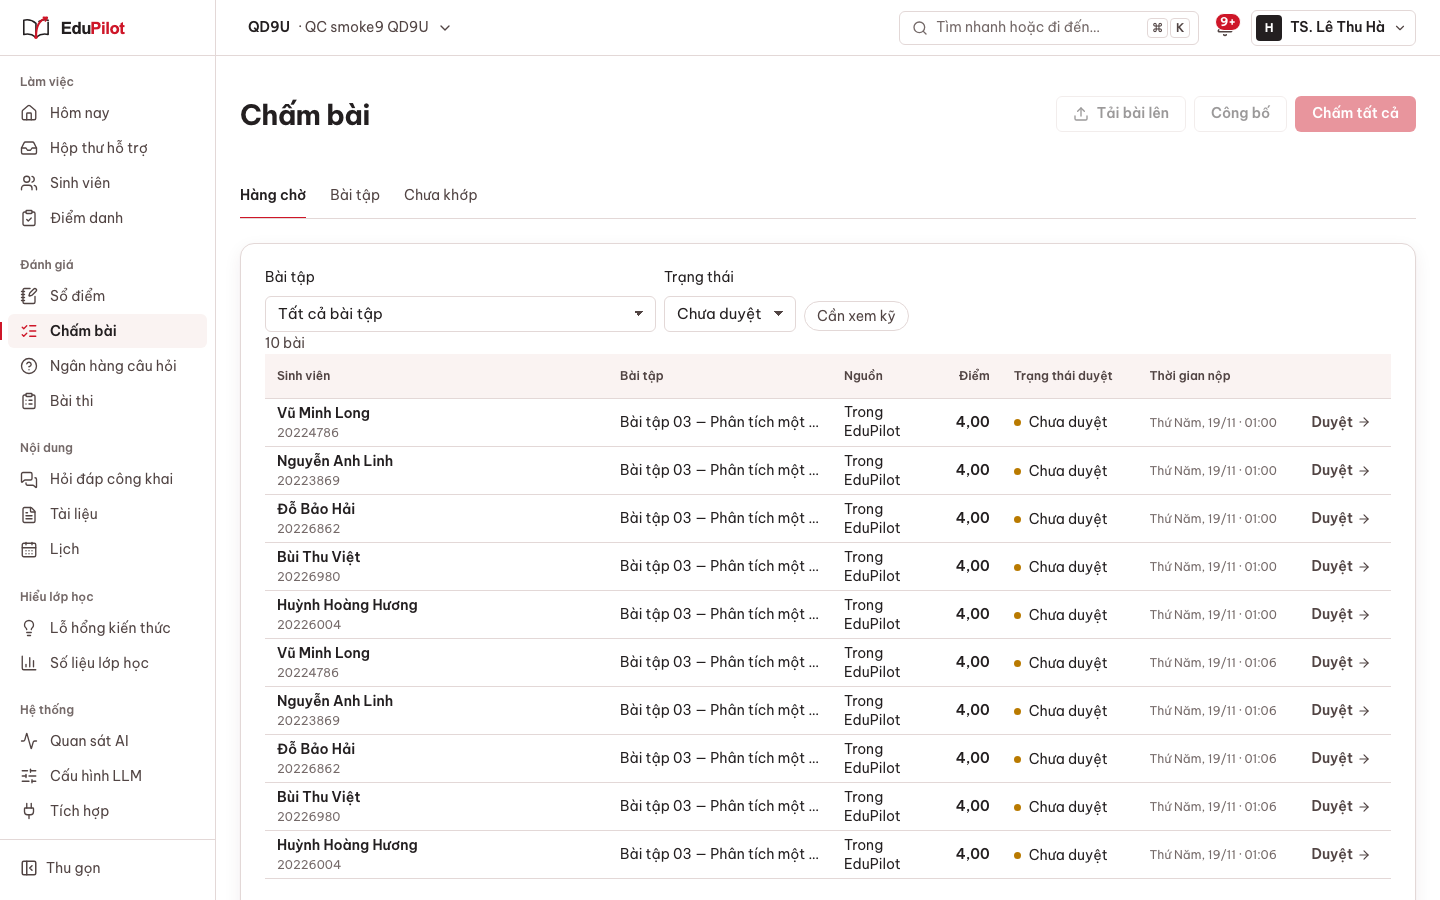 EduPilot
QD9U · QC smoke9 QD9U
Tìm nhanh hoặc đi đến...
⌘ K
9+
H
TS. Lê Thu Hà
Làm việc
Hôm nay
Hộp thư hỗ trợ
Sinh viên
Điểm danh
Đánh giá
Sổ điểm
Chấm bài
Ngân hàng câu hỏi
Bài thi
Nội dung
Hỏi đáp công khai
Tài liệu
Lịch
Hiểu lớp học
Lỗ hổng kiến thức
Số liệu lớp học
Hệ thống
Quan sát AI
Cấu hình LLM
Tích hợp
Thu gọn
Chấm bài
Tải bài lên
Công bố
Chấm tất cả
Hàng chờ
Bài tập
Chưa khớp
Bài tập
Trạng thái
Tất cả bài tập
Chưa duyệt
Cần xem kỹ
10 bài
Sinh viên Bài tập Nguồn Điểm Trạng thái duyệt Thời gian nộp
Vũ Minh Long
20224786
Bài tập 03 — Phân tích một ...
Trong
EduPilot
4,00
Chưa duyệt
Thứ Năm, 19/11 · 01:00
Duyệt →
Nguyễn Anh Linh
20223869
Bài tập 03 — Phân tích một ...
Trong
EduPilot
4,00
Chưa duyệt
Thứ Năm, 19/11 · 01:00
Duyệt →
Đỗ Bảo Hải
20226862
Bài tập 03 — Phân tích một ...
Trong
EduPilot
4,00
Chưa duyệt
Thứ Năm, 19/11 · 01:00
Duyệt →
Bùi Thu Việt
20226980
Bài tập 03 — Phân tích một ...
Trong
EduPilot
4,00
Chưa duyệt
Thứ Năm, 19/11 · 01:00
Duyệt →
Huỳnh Hoàng Hương
20226004
Bài tập 03 — Phân tích một ...
Trong
EduPilot
4,00
Chưa duyệt
Thứ Năm, 19/11 · 01:00
Duyệt →
Vũ Minh Long
20224786
Bài tập 03 — Phân tích một ...
Trong
EduPilot
4,00
Chưa duyệt
Thứ Năm, 19/11 · 01:06
Duyệt →
Nguyễn Anh Linh
20223869
Bài tập 03 — Phân tích một ...
Trong
EduPilot
4,00
Chưa duyệt
Thứ Năm, 19/11 · 01:06
Duyệt →
Đỗ Bảo Hải
20226862
Bài tập 03 — Phân tích một ...
Trong
EduPilot
4,00
Chưa duyệt
Thứ Năm, 19/11 · 01:06
Duyệt →
Bùi Thu Việt
20226980
Bài tập 03 — Phân tích một ...
Trong
EduPilot
4,00
Chưa duyệt
Thứ Năm, 19/11 · 01:06
Duyệt →
Huỳnh Hoàng Hương
20226004
Bài tập 03 — Phân tích một ...
Trong
EduPilot
4,00
Chưa duyệt
Thứ Năm, 19/11 · 01:06
Duyệt →